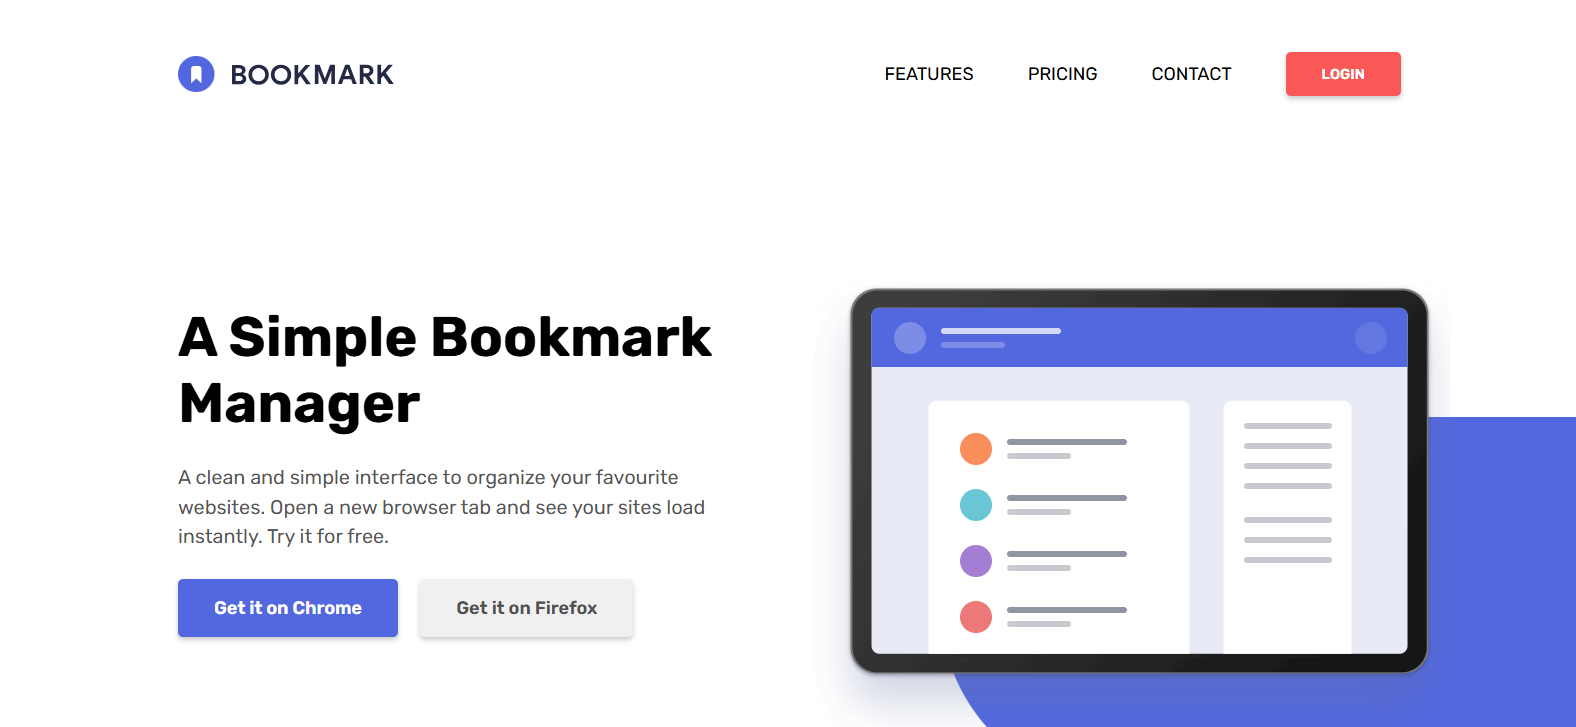 BOOKMARK
FEATURES
PRICING
CONTACT
LOGIN
A Simple Bookmark
Manager
A clean and simple interface to organize your favourite
websites. Open a new browser tab and see your sites load
instantly. Try it for free.
Get it on Chrome
Get it on Firefox